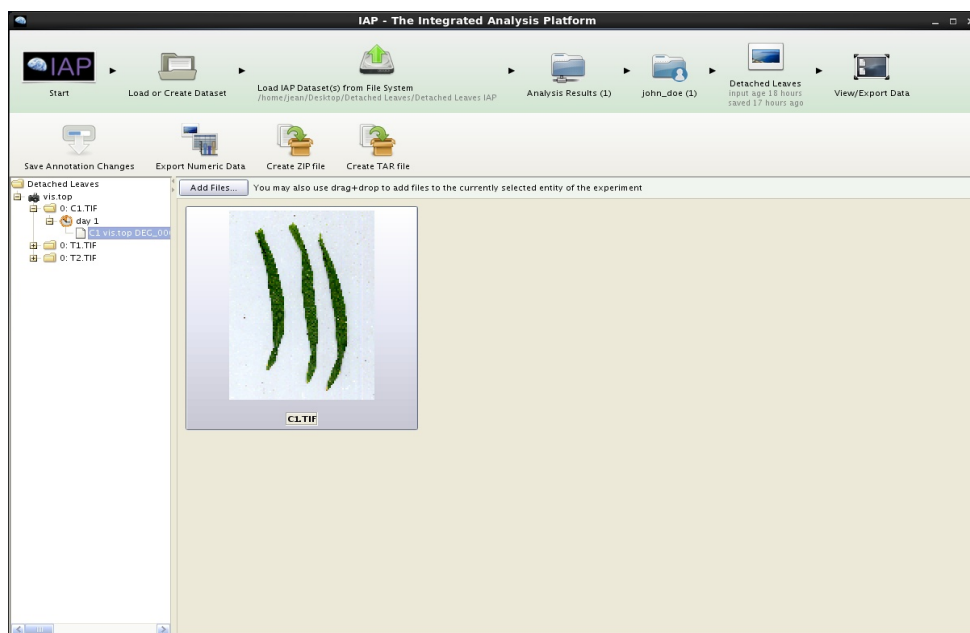 IAP - The Integrated Analysis Platform
IAP
Start
Load or Create Dataset
Load IAP Dataset(s) from File System
/home/jean/Desktop/Detached Leaves/Detached Leaves IAP
Analysis Results (1)
john_doe (1)
Detached Leaves
input age 18 hours
saved 17 hours ago
View/Export Data
Save Annotation Changes
Export Numeric Data
Create ZIP file
Create TAR file
Detached Leaves
vis.top
0: C1.TIF
day 1
C1 vis.top DEG_00
0: T1.TIF
0: T2.TIF
Add Files...
You may also use drag+drop to add files to the currently selected entity of the experiment
C1.TIF